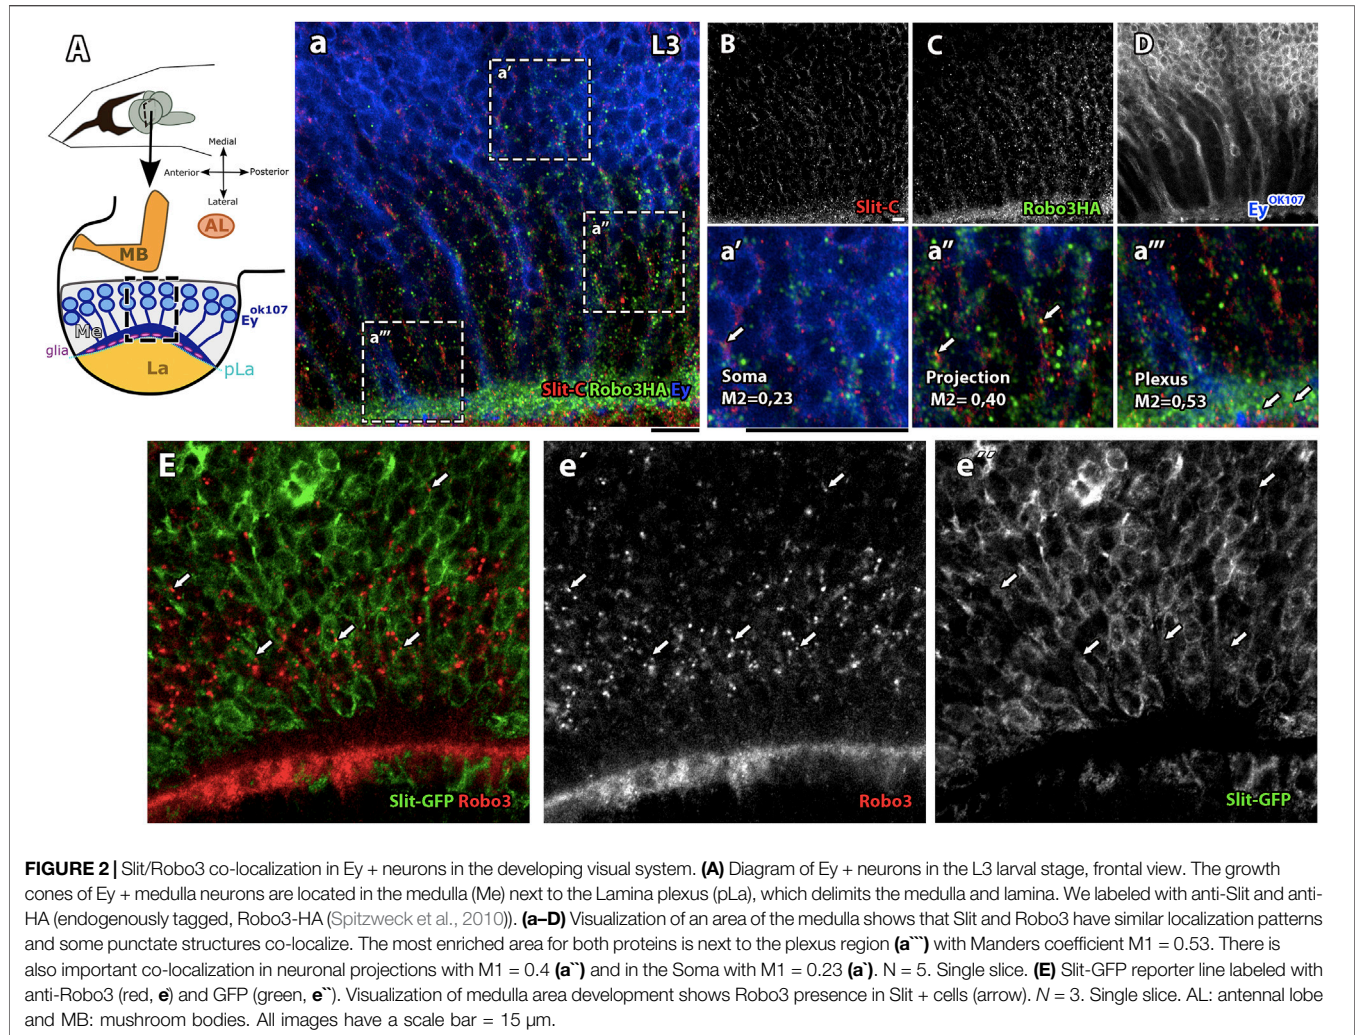 A
Medial
Anterior
Posterior
Lateral
AL
MB
Ey ok107
Me
glia
La
pLa
a
L3
a'
a''
a'''
Slit-C Robo3HA Ey
B
Slit-C
C
Robo3HA
D
Ey OK107
a'
Soma
M2=0,23
a''
Projection
M2= 0,40
a'''
Plexus
M2=0,53
E
Slit-GFP Robo3
e'
Robo3
e''
Slit-GFP
FIGURE 2 | Slit/Robo3 co-localization in Ey + neurons in the developing visual system. (A) Diagram of Ey + neurons in the L3 larval stage, frontal view. The growth
cones of Ey + medulla neurons are located in the medulla (Me) next to the Lamina plexus (pLa), which delimits the medulla and lamina. We labeled with anti-Slit and anti-
HA (endogenously tagged, Robo3-HA (Spitzweck et al., 2010)). (a–D) Visualization of an area of the medulla shows that Slit and Robo3 have similar localization patterns
and some punctate structures co-localize. The most enriched area for both proteins is next to the plexus region (a```) with Manders coefficient M1 = 0.53. There is
also important co-localization in neuronal projections with M1 = 0.4 (a``) and in the Soma with M1 = 0.23 (a`). N = 5. Single slice. (E) Slit-GFP reporter line labeled with
anti-Robo3 (red, e`) and GFP (green, e``). Visualization of medulla area development shows Robo3 presence in Slit + cells (arrow). N = 3. Single slice. AL: antennal lobe
and MB: mushroom bodies. All images have a scale bar = 15 µm.